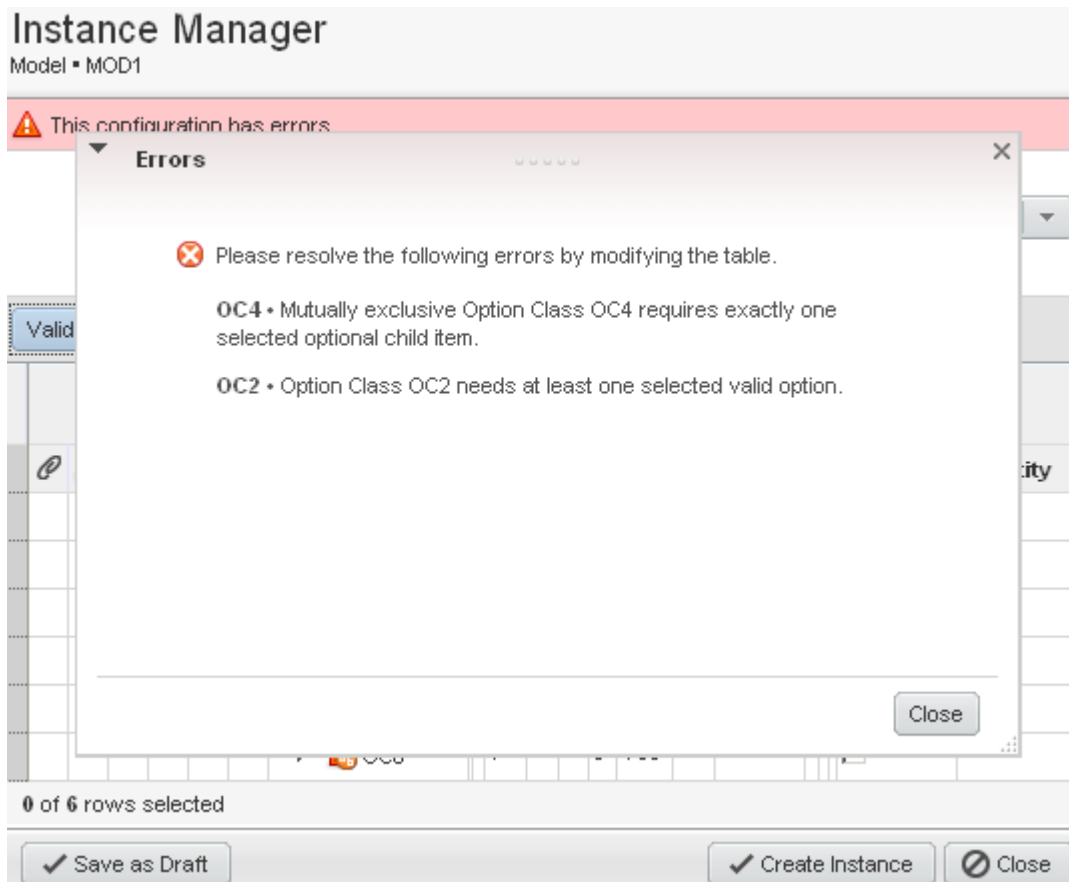 Instance Manager
Model ▪ MOD1
This configuration has errors
Errors
Please resolve the following errors by modifying the table.
OC4 • Mutually exclusive Option Class OC4 requires exactly one
selected optional child item.
OC2 • Option Class OC2 needs at least one selected valid option.
Valid
ity
Close
0 of 6 rows selected
Save as Draft
Create Instance
Close